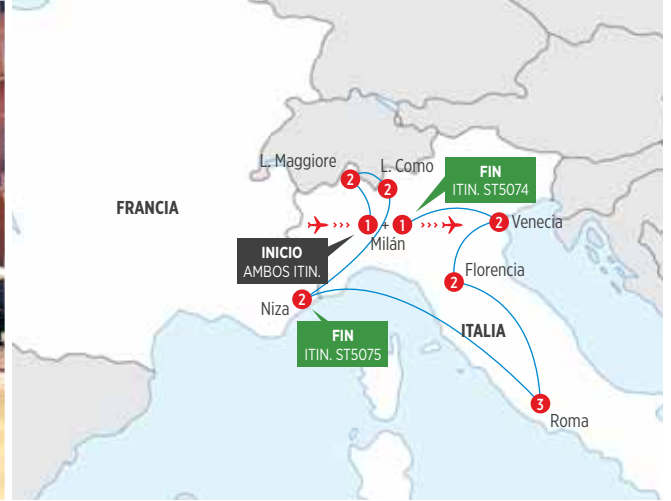 L. Maggiore
L. Como
2
2
FIN
ITIN. ST5074
FRANCIA
1
+
1
2
Venecia
Milán
INICIO
AMBOS ITIN.
Florencia
2
2
Niza
FIN
ITIN. ST5075
ITALIA
3
Roma